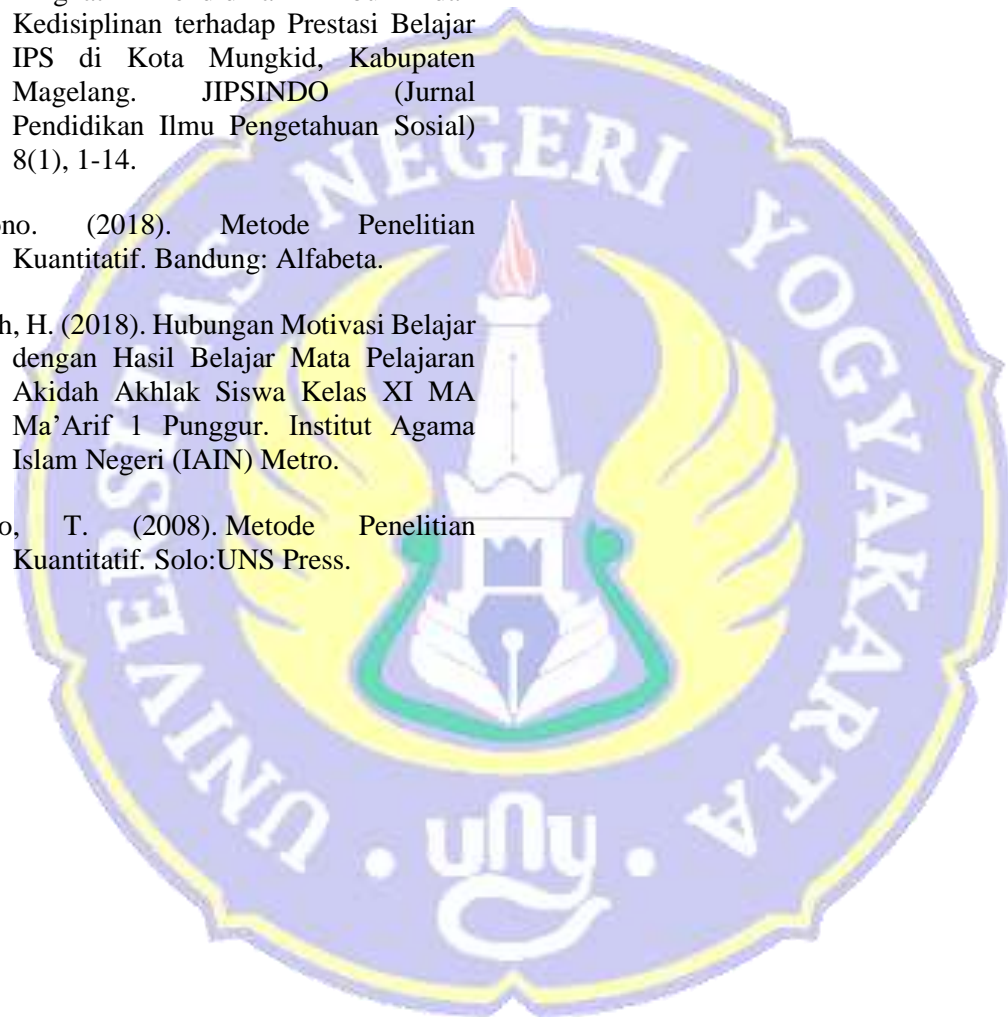 Kedisiplinan terhadap Prestasi Belajar
IPS di Kota Mungkid, Kabupaten
Magelang. JIPSINDO (Jurnal
Pendidikan Ilmu Pengetahuan Sosial)
8(1), 1-14.
ono. (2018). Metode Penelitian
Kuantitatif. Bandung: Alfabeta.
h, H. (2018). Hubungan Motivasi Belajar
dengan Hasil Belajar Mata Pelajaran
Akidah Akhlak Siswa Kelas XI MA
Ma’Arif 1 Punggur. Institut Agama
Islam Negeri (IAIN) Metro.
o, T. (2008). Metode Penelitian
Kuantitatif. Solo:UNS Press.
UNIVERSITAS NEGERI YOGYAKARTA
uny